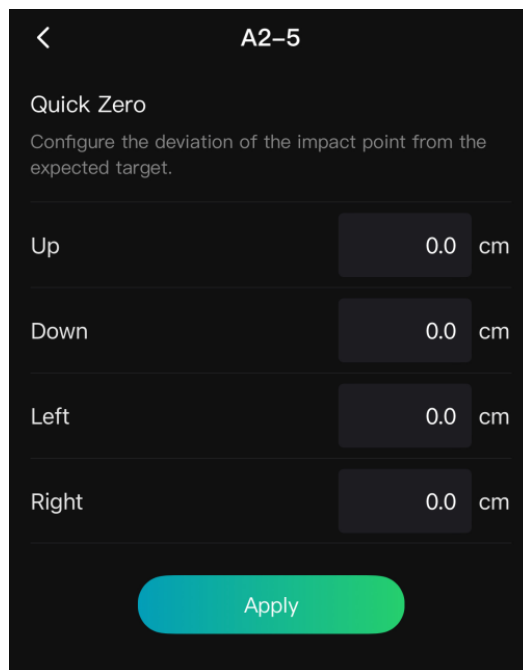 A2-5
Quick Zero
Configure the deviation of the impact point from the
expected target.
Up 0.0 cm
Down 0.0 cm
Left 0.0 cm
Right 0.0 cm
Apply